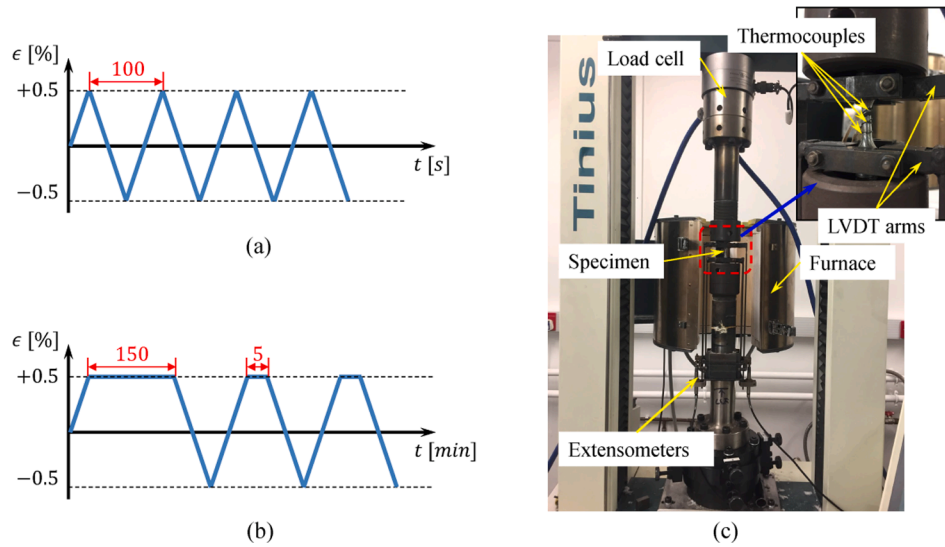 ϵ [%]
+0.5
100
t [s]
−0.5
(a)
ϵ [%]
+0.5
150
5
t [min]
−0.5
(b)
Thermocouples
Load cell
Tinius
LVDT arms
Specimen
Furnace
Extensometers
(c)